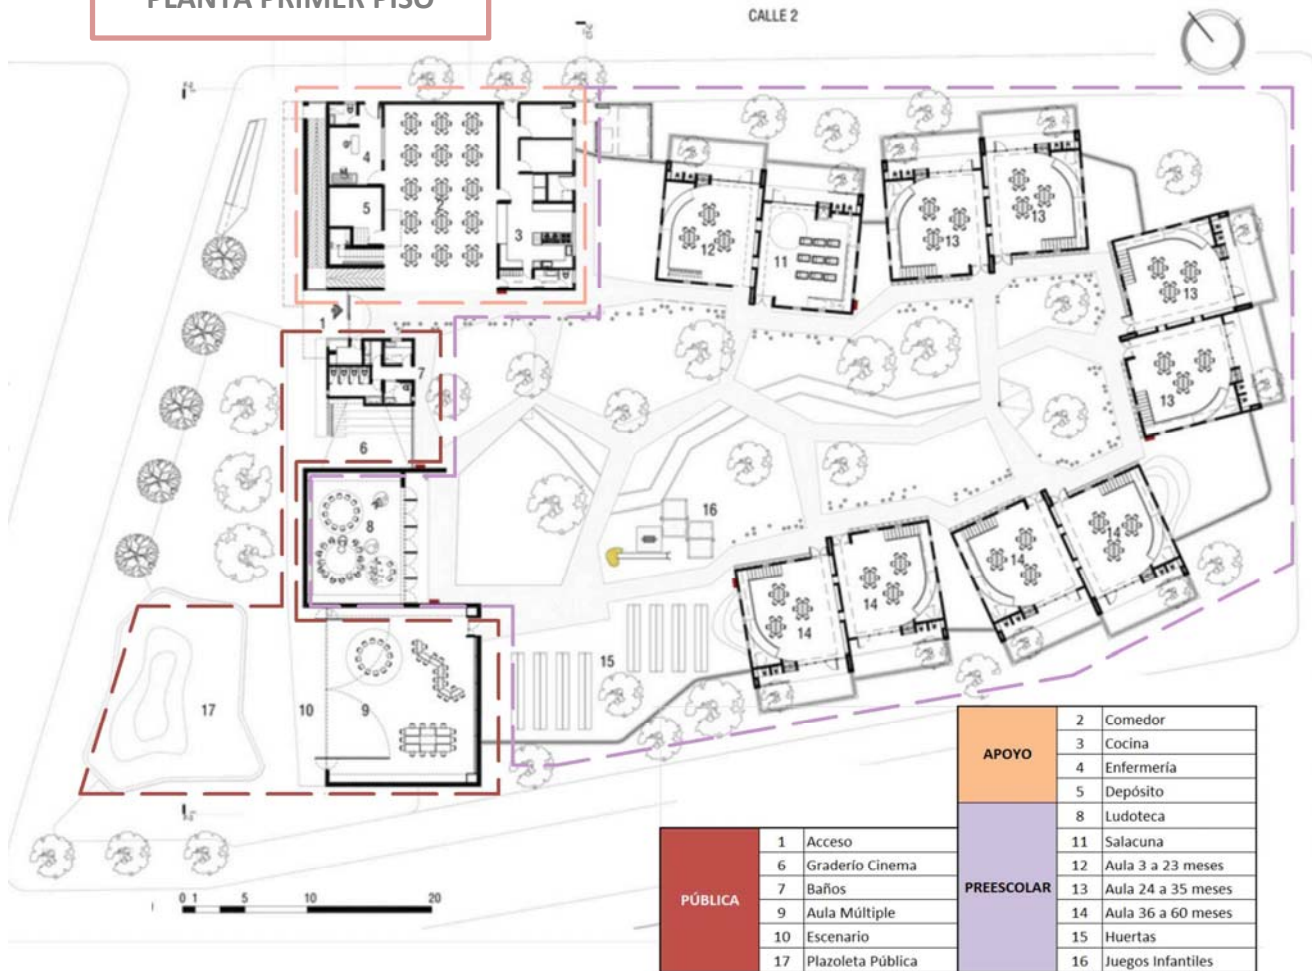 PLANTA PRIMER PISO
CALLE 2
4
2
5
3
12
11
13
13
13
13
1
7
6
8
16
14
14
14
14
15
17
10
9
0 1 5 10 20
APOYO
2 Comedor
3 Cocina
4 Enfermería
5 Depósito
PREESCOLAR
8 Ludoteca
11 Salacuna
12 Aula 3 a 23 meses
13 Aula 24 a 35 meses
14 Aula 36 a 60 meses
15 Huertas
16 Juegos Infantiles
PÚBLICA
1 Acceso
6 Graderío Cinema
7 Baños
9 Aula Múltiple
10 Escenario
17 Plazoleta Pública